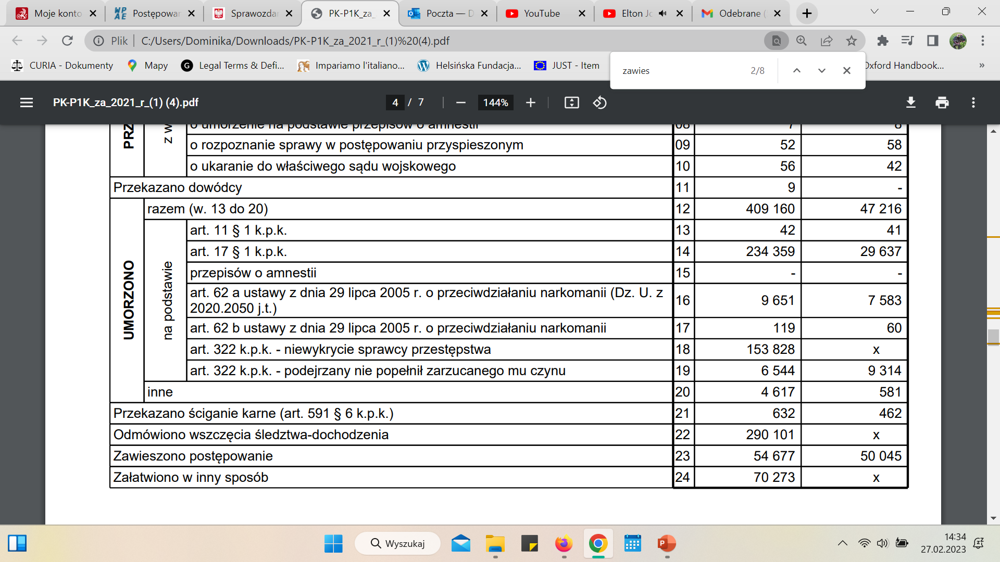 Moje konto
Postępowan
Sprawozdan
PK-P1K_za_
Poczta — D
YouTube
Elton Jo
Odebrane (
Plik
C:/Users/Dominika/Downloads/PK-P1K_za_2021_r_(1)%20(4).pdf
CURIA - Dokumenty
Mapy
Legal Terms & Defi...
Impariamo l'italiano...
Helsińska Fundacja...
JUST - Item
Oxford Handbook...
»
zawies
2/8
PK-P1K_za_2021_r_(1) (4).pdf
4 / 7
144%
PRZ
z w
o umorzenie na podstawie przepisów o amnestii 08 7 8
o rozpoznanie sprawy w postępowaniu przyspieszonym 09 52 58
o ukaranie do właściwego sądu wojskowego 10 56 42
Przekazano dowódcy 11 9 -
UMORZONO
razem (w. 13 do 20) 12 409 160 47 216
na podstawie
art. 11 § 1 k.p.k. 13 42 41
art. 17 § 1 k.p.k. 14 234 359 29 637
przepisów o amnestii 15 - -
art. 62 a ustawy z dnia 29 lipca 2005 r. o przeciwdziałaniu narkomanii (Dz. U. z
2020.2050 j.t.) 16 9 651 7 583
art. 62 b ustawy z dnia 29 lipca 2005 r. o przeciwdziałaniu narkomanii 17 119 60
art. 322 k.p.k. - niewykrycie sprawcy przestępstwa 18 153 828 x
art. 322 k.p.k. - podejrzany nie popełnił zarzucanego mu czynu 19 6 544 9 314
inne 20 4 617 581
Przekazano ściganie karne (art. 591 § 6 k.p.k.) 21 632 462
Odmówiono wszczęcia śledztwa-dochodzenia 22 290 101 x
Zawieszono postępowanie 23 54 677 50 045
Załatwiono w inny sposób 24 70 273 x
Wyszukaj
14:34
27.02.2023